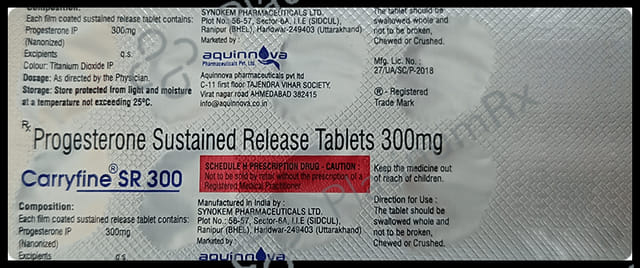 Each film coated sustained release tablet contains:
Progesterone IP 300mg
(Nanonized)
Excipients q.s.
Colour: Titanium Dioxide IP
Dosage: As directed by the Physician.
Storage: Store protected from light and moisture
at a temperature not exceeding 25°C.
SYNOKEM PHARMACEUTICALS LTD.
Plot No.: 56-57, Sector-6A, I.I.E (SIDCUL),
Ranipur (BHEL), Haridwar-249403 (Uttarakhand)
Marketed by
aquinnova
Pharmaceuticals Pvt. Ltd.
Aquinnova pharmaceuticals pvt ltd
C-11 first floor TAJENDRA VIHAR SOCIETY.
Virat nagar road AHMEDABAD 382415
info@aquinnova.co.in
The tablet should be
swallowed whole and
not to be broken,
Chewed or Crushed.
Mfg. Lic. No.:
27/UA/SC/P-2018
® - Registered
Trade Mark
Rx
Progesterone Sustained Release Tablets 300mg
Carryfine® SR 300
SCHEDULE H PRESCRIPTION DRUG - CAUTION :
Not to be sold by retail without the prescription of a
Registered Medical Practitioner.
Keep the medicine out
of reach of children.
Composition:
Each film coated sustained release tablet contains:
Progesterone IP 300mg
(Nanonized)
Excipients q.s.
Manufactured in India by :
SYNOKEM PHARMACEUTICALS LTD.
Plot No.: 56-57, Sector-6A, I.I.E (SIDCUL),
Ranipur (BHEL), Haridwar-249403 (Uttarakhand)
Marketed by
aquinnova
Direction for Use :
The tablet should be
swallowed whole and
not to be broken,
Chewed or Crushed.